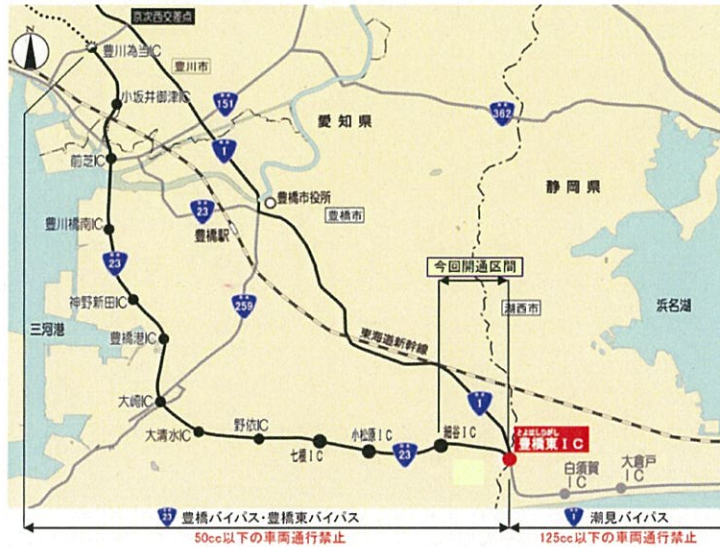 京次西交差点
N
豊川為当IC
豊川市
小坂井御津IC
151
愛知県
362
1
前芝IC
静岡県
豊橋市役所
23
豊橋市
豊川橋南IC
豊橋駅
23
今回開通区間
259
神野新田IC
湖西市
浜名湖
三河港
豊橋港IC
東海道新幹線
大崎IC
1
とよはしひがし
豊橋東IC
大清水IC
野依IC
小松原IC
細谷IC
七根IC
23
白須賀
IC
大倉戸
IC
23 豊橋バイパス・豊橋東バイパス
1 潮見バイパス
50cc以下の車両通行禁止
125cc以下の車両通行禁止